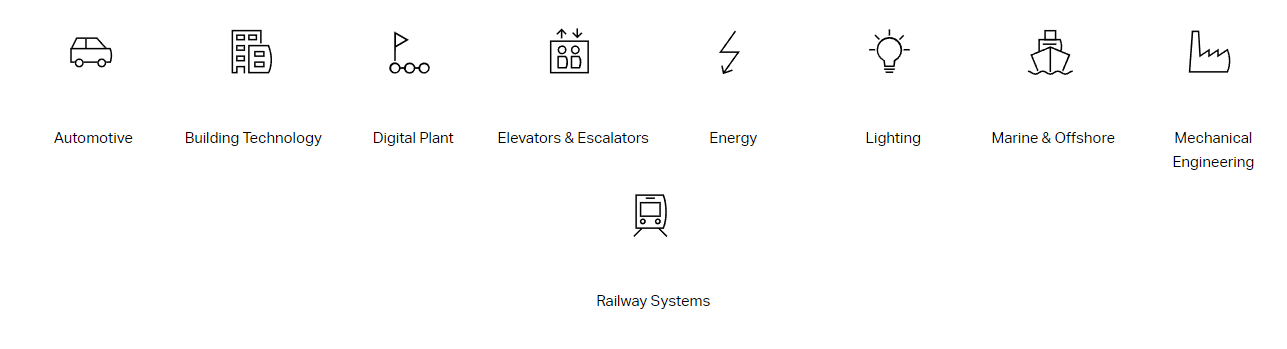 Automotive
Building Technology
Digital Plant
Elevators & Escalators
Energy
Lighting
Marine & Offshore
Mechanical
Engineering
Railway Systems